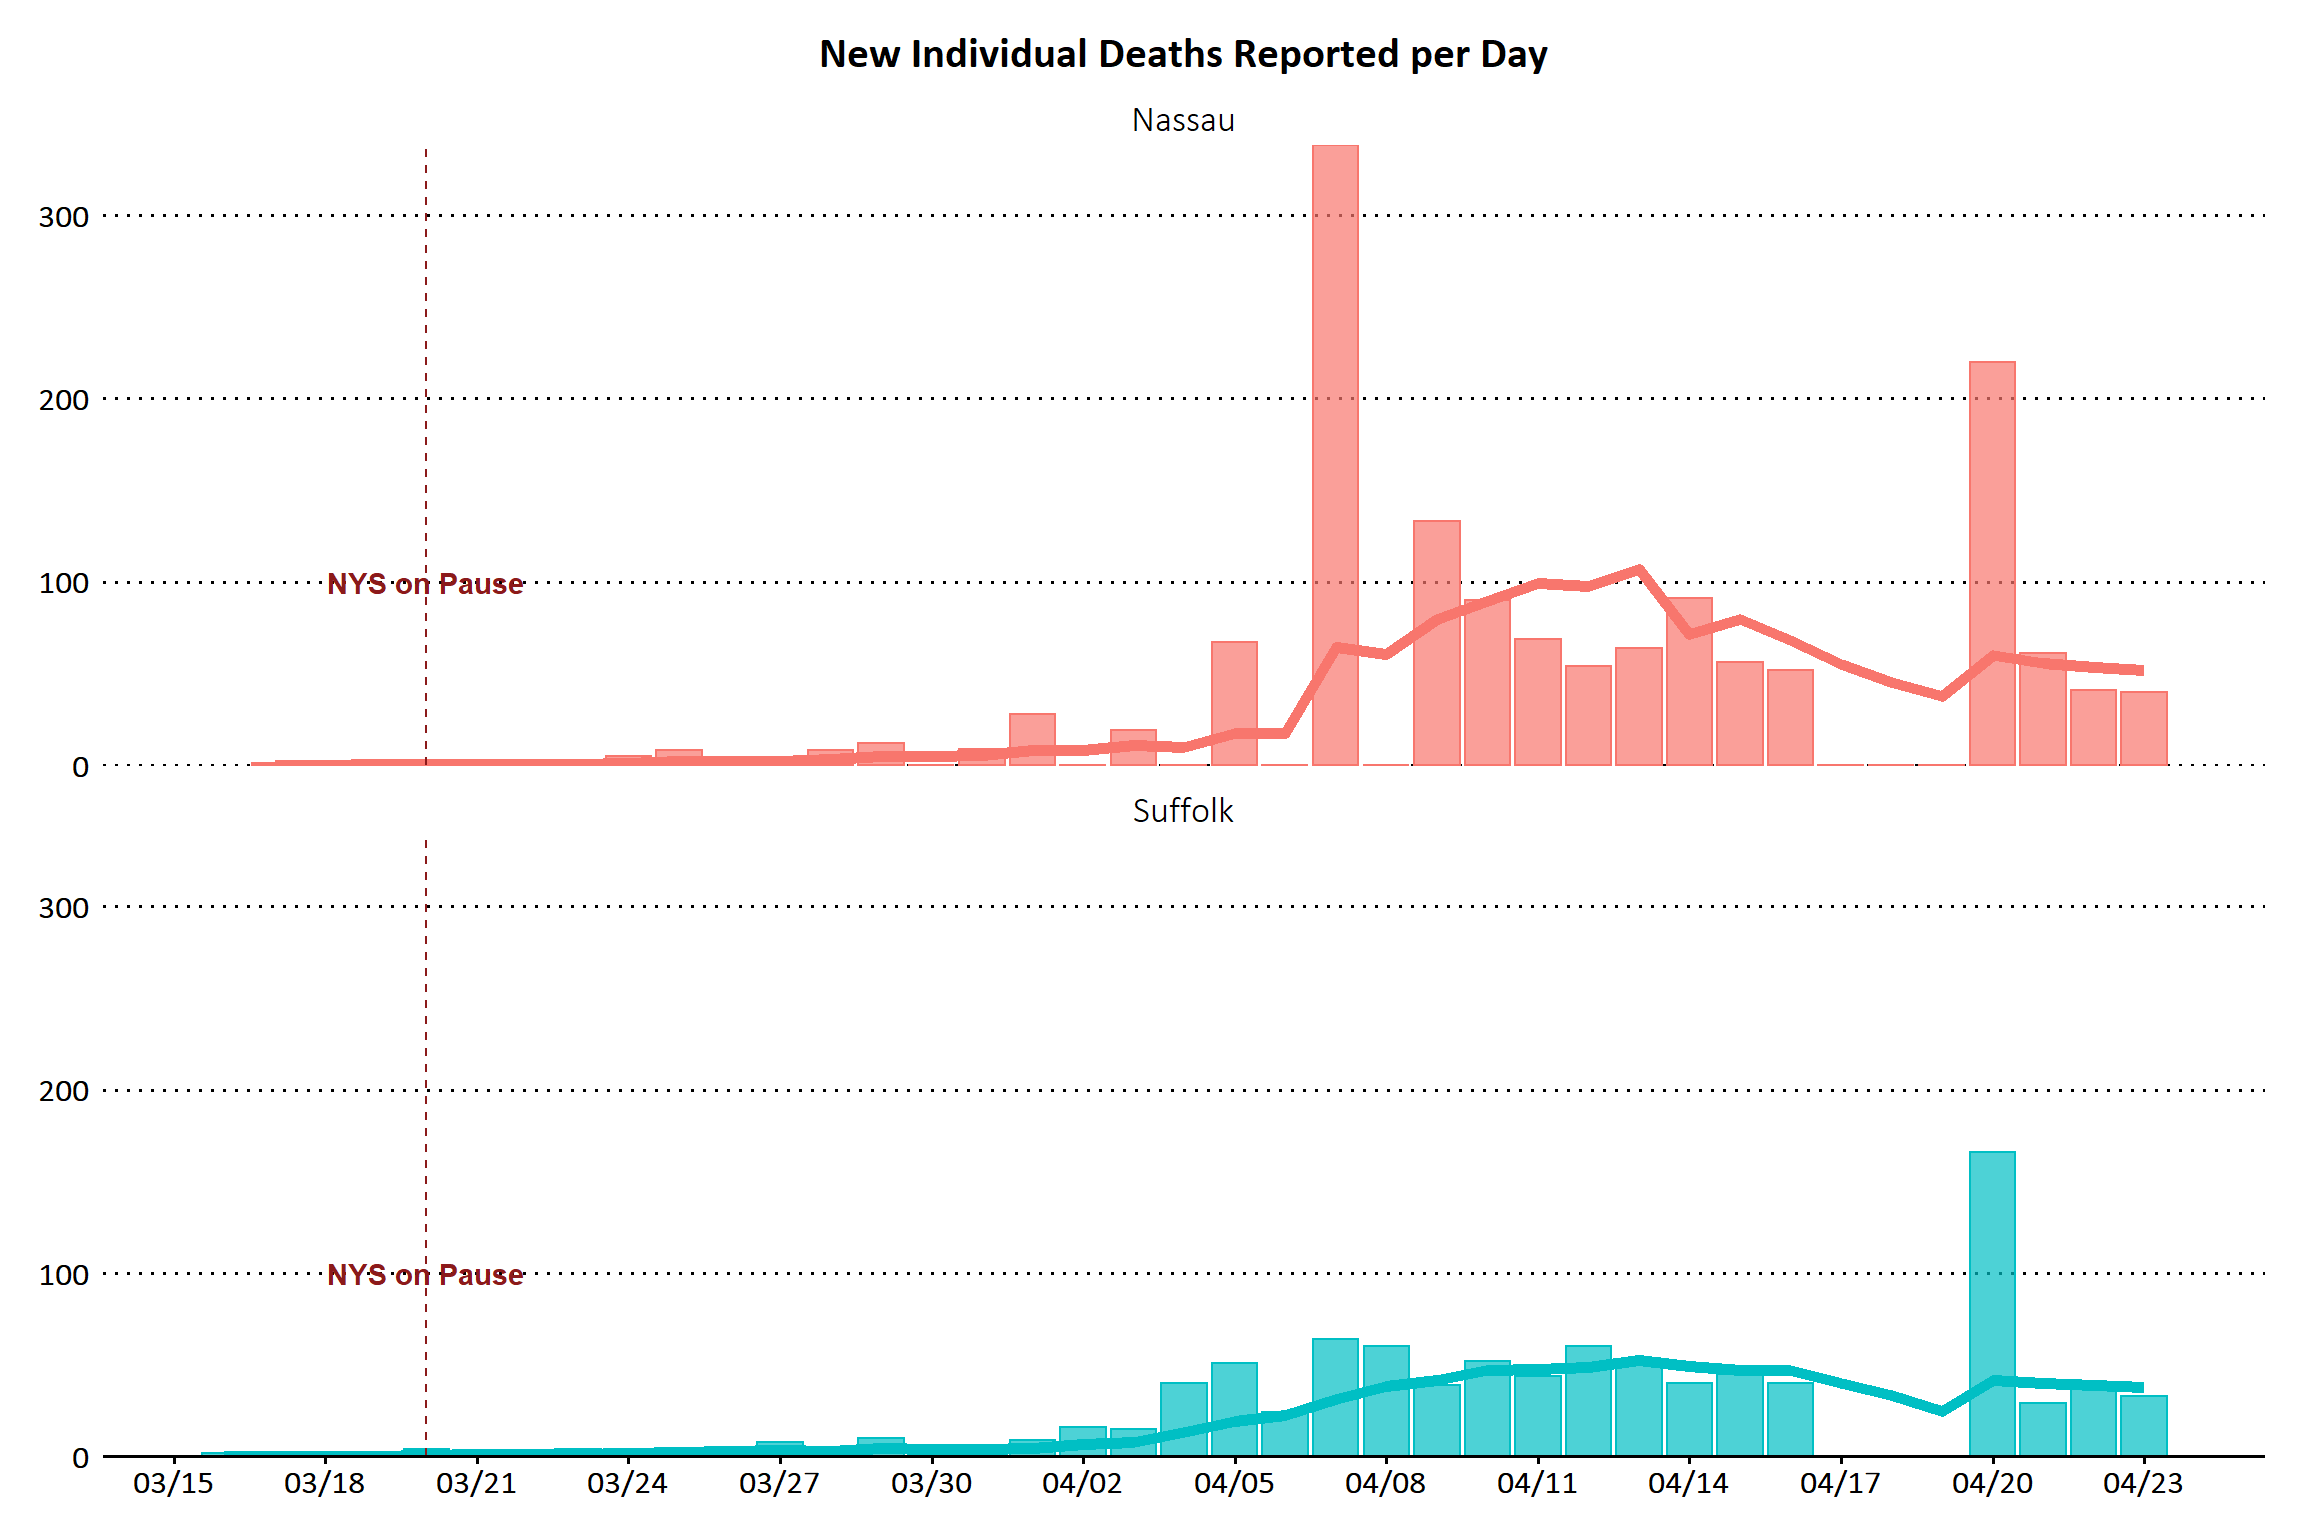 New Individual Deaths Reported per Day
Nassau
300
200
100
NYS on Pause
0
Suffolk
300
200
100
NYS on Pause
0
03/15 03/18 03/21 03/24 03/27 03/30 04/02 04/05 04/08 04/11 04/14 04/17 04/20 04/23